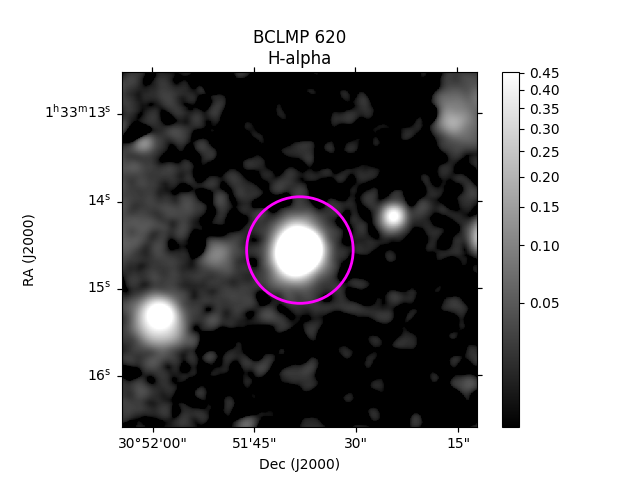 BCLMP 620
H-alpha
RA (J2000)
1ʰ33ᵐ13ˢ
14ˢ
15ˢ
16ˢ
30°52'00"
51'45"
30"
15"
Dec (J2000)
0.45
0.40
0.35
0.30
0.25
0.20
0.15
0.10
0.05